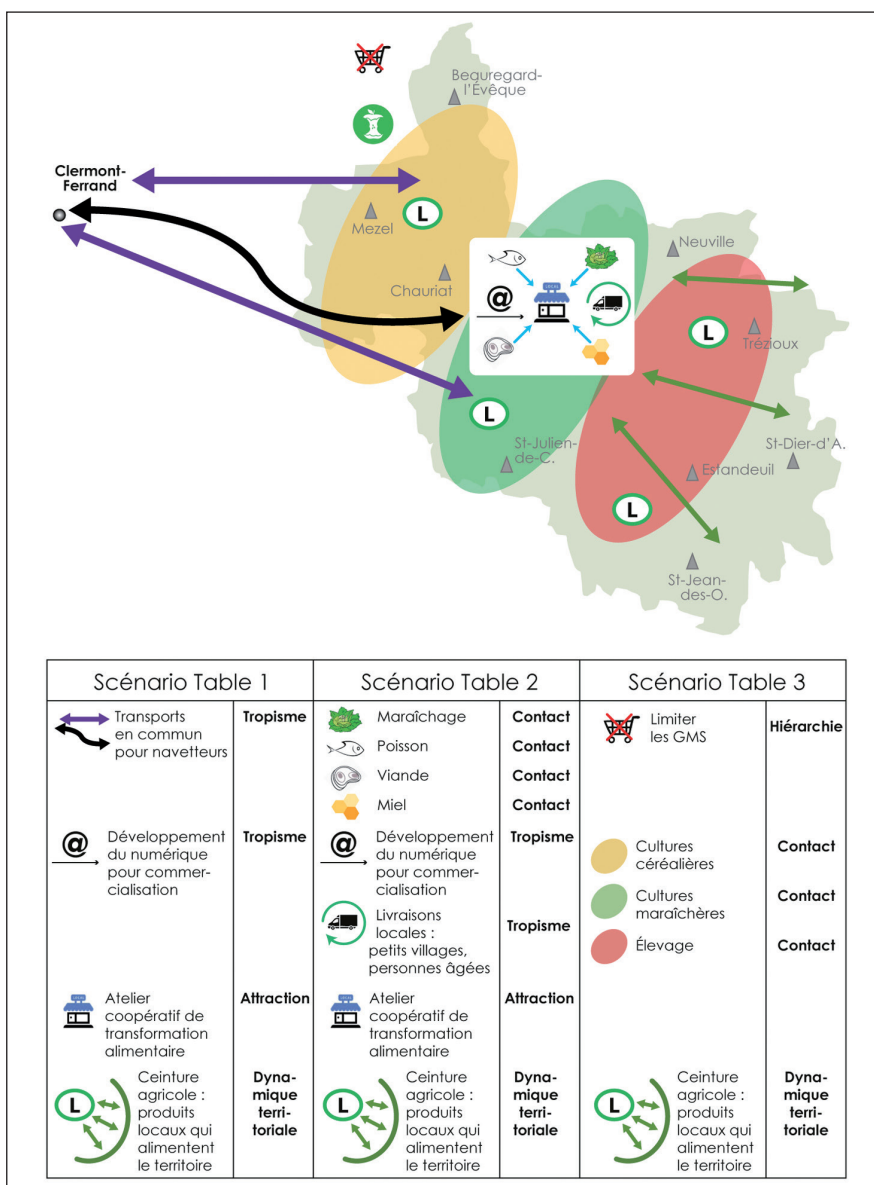 Beauregard-
l'Évêque
Clermont-
Ferrand
L
Mezel
Neuville
LOCAL
@
Chauriat
L
Trézioux
L
St-Julien-
de-C.
St-Dier-d'A.
Estandeuil
L
St-Jean-
des-O.
Scénario Table 1
Scénario Table 2
Scénario Table 3
Transports
en commun
pour navetteurs
Tropisme
@
Développement
du numérique
pour commer-
cialisation
Tropisme
LOCAL
Atelier
coopératif de
transformation
alimentaire
Attraction
L
Ceinture
agricole :
produits
locaux qui
alimentent
le territoire
Dyna-
mique
terri-
toriale
Maraîchage
Contact
Poisson
Contact
Viande
Contact
Miel
Contact
@
Développement
du numérique
pour commer-
cialisation
Tropisme
Livraisons
locales :
petits villages,
personnes âgées
Tropisme
LOCAL
Atelier
coopératif de
transformation
alimentaire
Attraction
L
Ceinture
agricole :
produits
locaux qui
alimentent
le territoire
Dyna-
mique
terri-
toriale
Limiter
les GMS
Hiérarchie
Cultures
céréalières
Contact
Cultures
maraîchères
Contact
Élevage
Contact
L
Ceinture
agricole :
produits
locaux qui
alimentent
le territoire
Dyna-
mique
terri-
toriale